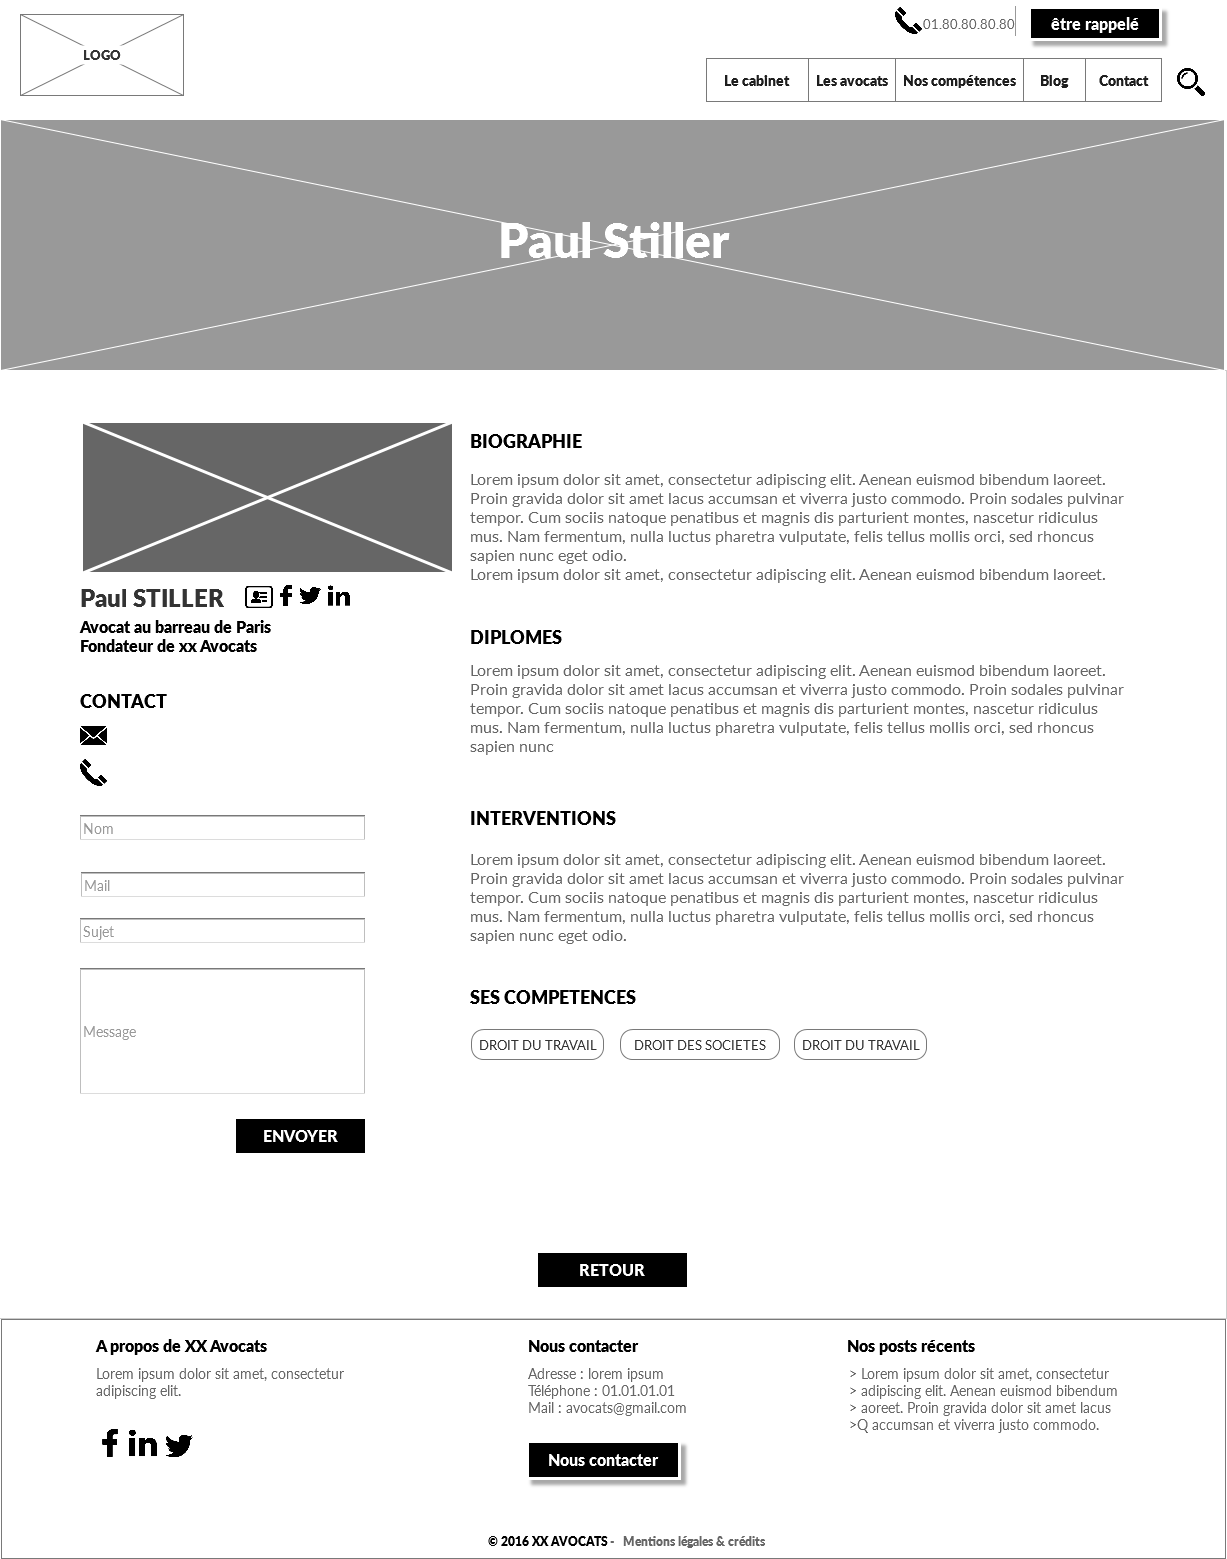 LOGO
01.80.80.80.80
être rappelé
Le cabinet
Les avocats
Nos compétences
Blog
Contact
Paul Stiller
Paul STILLER
Avocat au barreau de Paris
Fondateur de xx Avocats
CONTACT
Nom
Mail
Sujet
Message
ENVOYER
BIOGRAPHIE
Lorem ipsum dolor sit amet, consectetur adipiscing elit. Aenean euismod bibendum laoreet.
Proin gravida dolor sit amet lacus accumsan et viverra justo commodo. Proin sodales pulvinar
tempor. Cum sociis natoque penatibus et magnis dis parturient montes, nascetur ridiculus
mus. Nam fermentum, nulla luctus pharetra vulputate, felis tellus mollis orci, sed rhoncus
sapien nunc eget odio.
Lorem ipsum dolor sit amet, consectetur adipiscing elit. Aenean euismod bibendum laoreet.
DIPLOMES
Lorem ipsum dolor sit amet, consectetur adipiscing elit. Aenean euismod bibendum laoreet.
Proin gravida dolor sit amet lacus accumsan et viverra justo commodo. Proin sodales pulvinar
tempor. Cum sociis natoque penatibus et magnis dis parturient montes, nascetur ridiculus
mus. Nam fermentum, nulla luctus pharetra vulputate, felis tellus mollis orci, sed rhoncus
sapien nunc
INTERVENTIONS
Lorem ipsum dolor sit amet, consectetur adipiscing elit. Aenean euismod bibendum laoreet.
Proin gravida dolor sit amet lacus accumsan et viverra justo commodo. Proin sodales pulvinar
tempor. Cum sociis natoque penatibus et magnis dis parturient montes, nascetur ridiculus
mus. Nam fermentum, nulla luctus pharetra vulputate, felis tellus mollis orci, sed rhoncus
sapien nunc eget odio.
SES COMPETENCES
DROIT DU TRAVAIL
DROIT DES SOCIETES
DROIT DU TRAVAIL
RETOUR
A propos de XX Avocats
Lorem ipsum dolor sit amet, consectetur
adipiscing elit.
Nous contacter
Adresse : lorem ipsum
Téléphone : 01.01.01.01
Mail : avocats@gmail.com
Nous contacter
Nos posts récents
> Lorem ipsum dolor sit amet, consectetur
> adipiscing elit. Aenean euismod bibendum
> aoreet. Proin gravida dolor sit amet lacus
>Q accumsan et viverra justo commodo.
© 2016 XX AVOCATS - Mentions légales & crédits